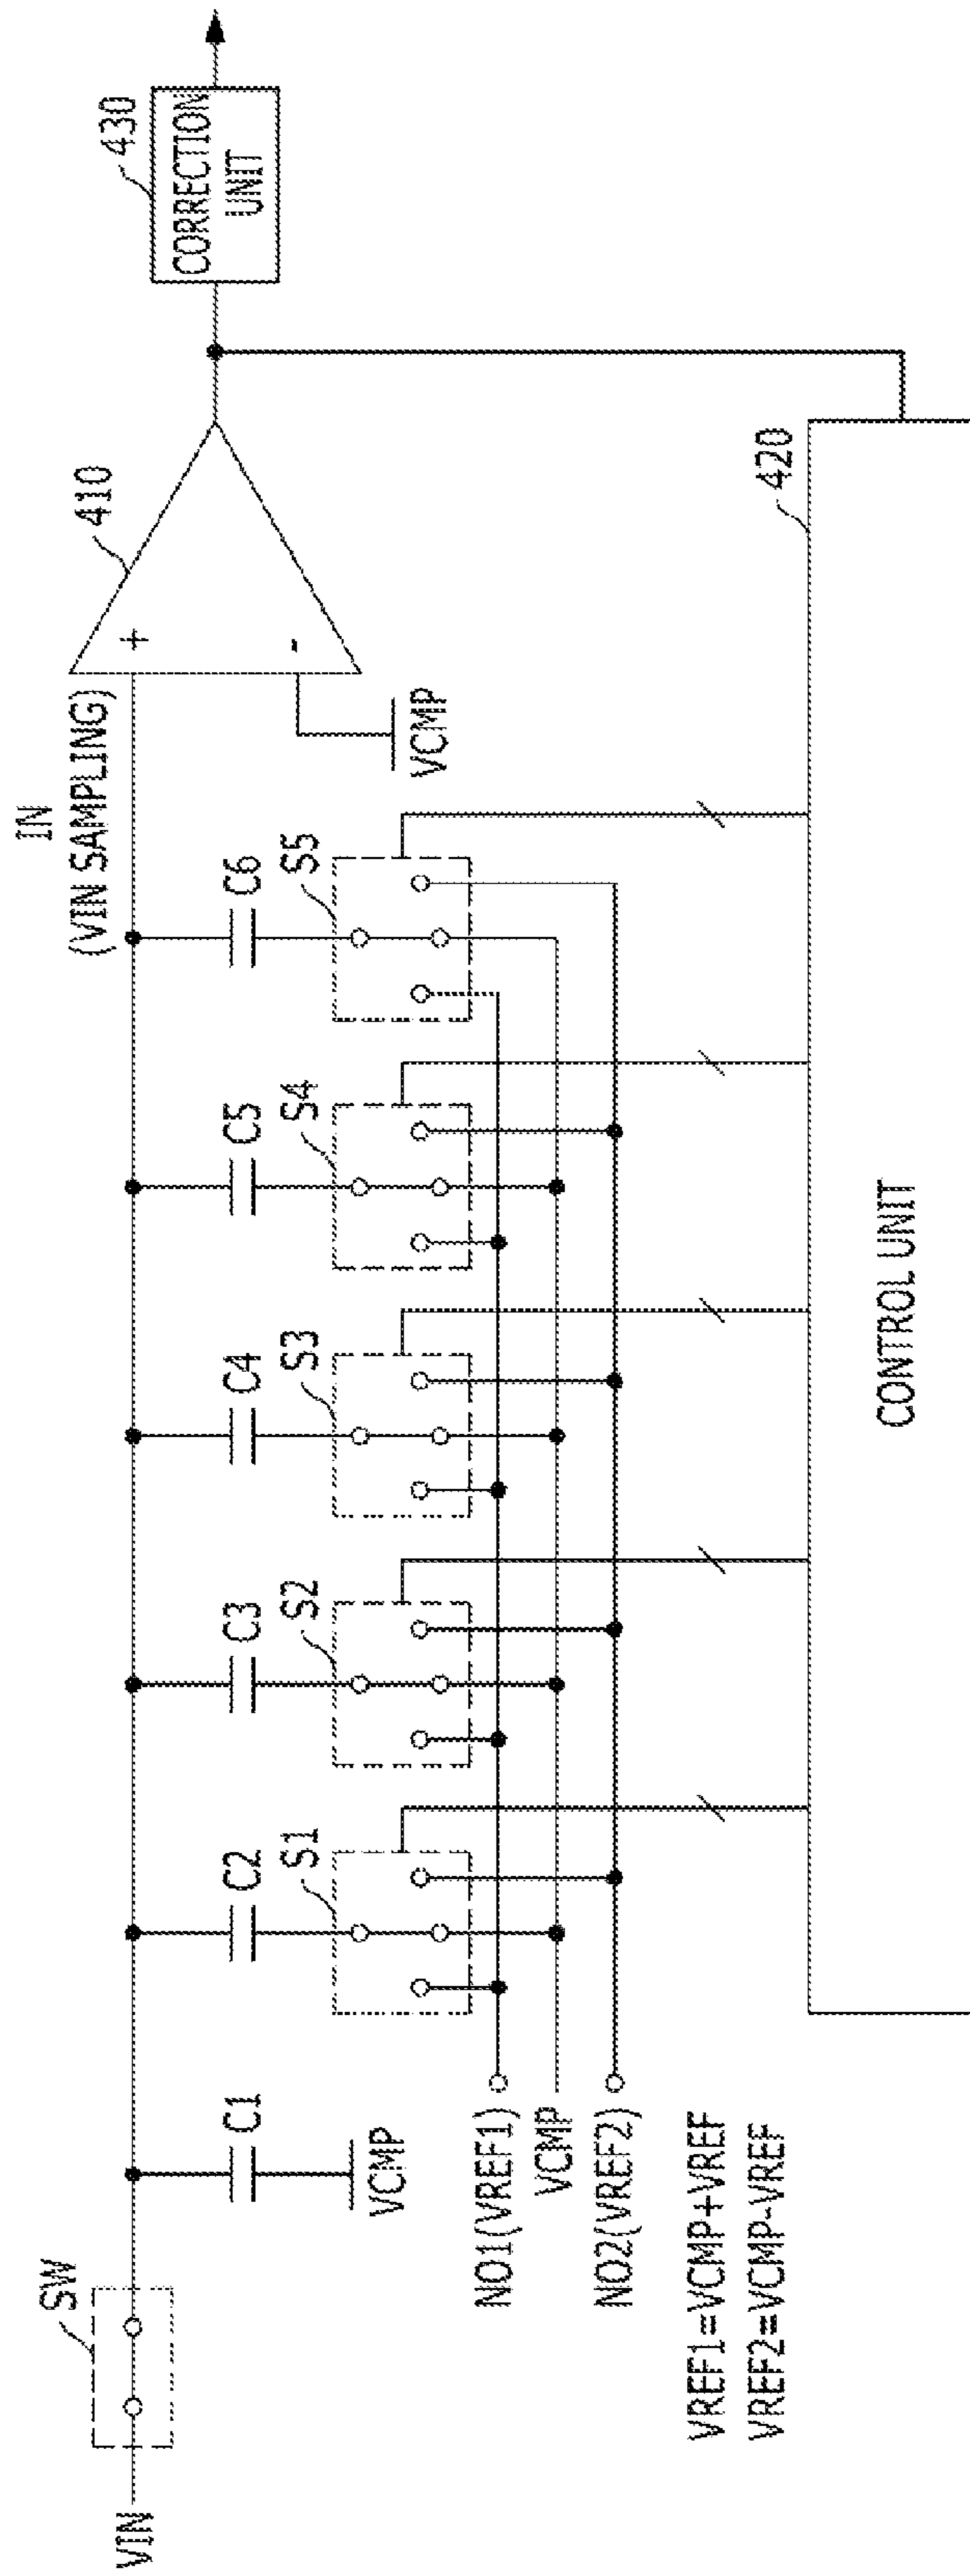 VIN
SW
C1
VCMP
C2
S1
C3
S2
C4
S3
C5
S4
C6
S5
IN
(VIN SAMPLING)
+
-
VCMP
410
430
CORRECTION
UNIT
420
CONTROL UNIT
NO1(VREF1)
VCMP
NO2(VREF2)
VREF1=VCMP+VREF
VREF2=VCMP-VREF